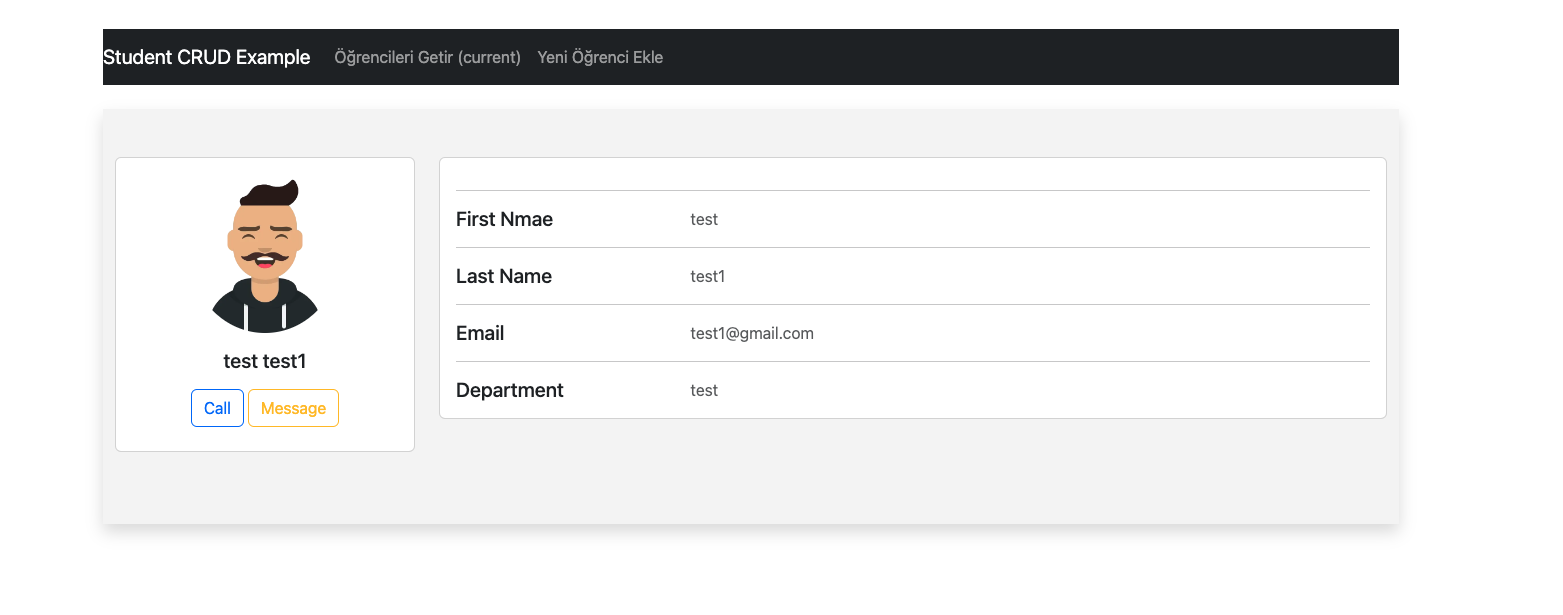 Student CRUD Example Öğrencileri Getir (current) Yeni Öğrenci Ekle
test test1
Call Message
First Nmae test
Last Name test1
Email test1@gmail.com
Department test